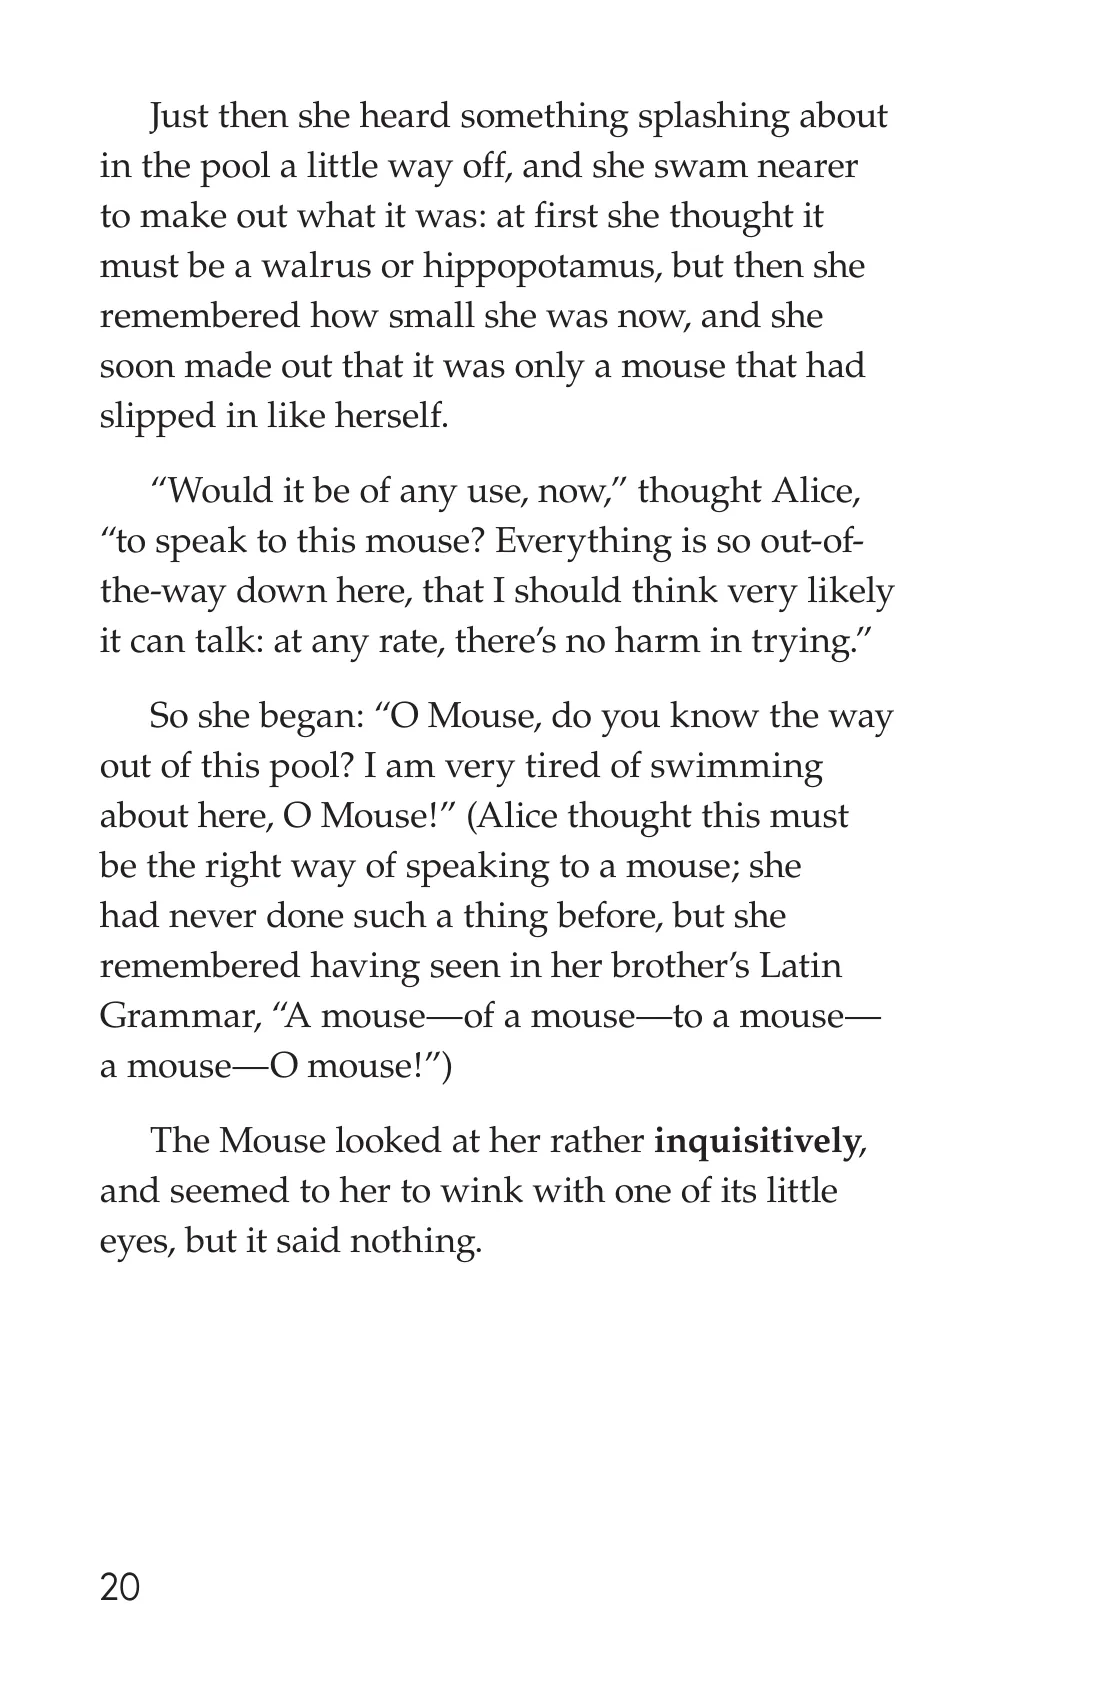 Just then she heard something splashing about
in the pool a little way off, and she swam nearer
to make out what it was: at first she thought it
must be a walrus or hippopotamus, but then she
remembered how small she was now, and she
soon made out that it was only a mouse that had
slipped in like herself.
“Would it be of any use, now,” thought Alice,
“to speak to this mouse? Everything is so out-of-
the-way down here, that I should think very likely
it can talk: at any rate, there’s no harm in trying.”
So she began: “O Mouse, do you know the way
out of this pool? I am very tired of swimming
about here, O Mouse!” (Alice thought this must
be the right way of speaking to a mouse; she
had never done such a thing before, but she
remembered having seen in her brother’s Latin
Grammar, “A mouse—of a mouse—to a mouse—
a mouse—O mouse!”)
The Mouse looked at her rather inquisitively,
and seemed to her to wink with one of its little
eyes, but it said nothing.
20